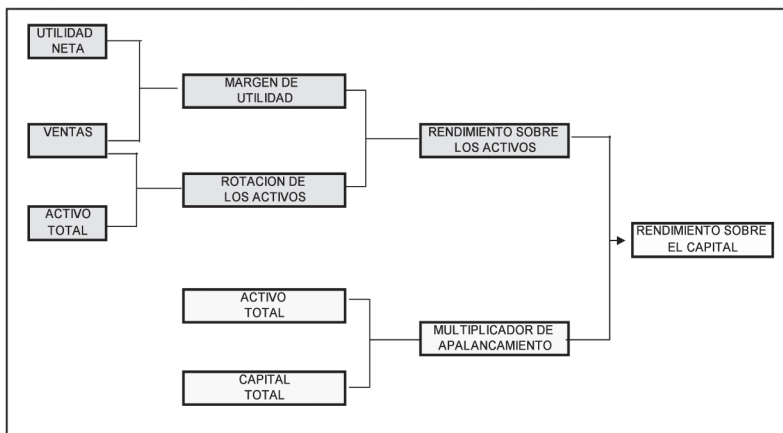 UTILIDAD
NETA
VENTAS
ACTIVO
TOTAL
MARGEN DE
UTILIDAD
ROTACION DE
LOS ACTIVOS
RENDIMIENTO SOBRE
LOS ACTIVOS
ACTIVO
TOTAL
CAPITAL
TOTAL
MULTIPLICADOR DE
APALANCAMIENTO
RENDIMIENTO SOBRE
EL CAPITAL